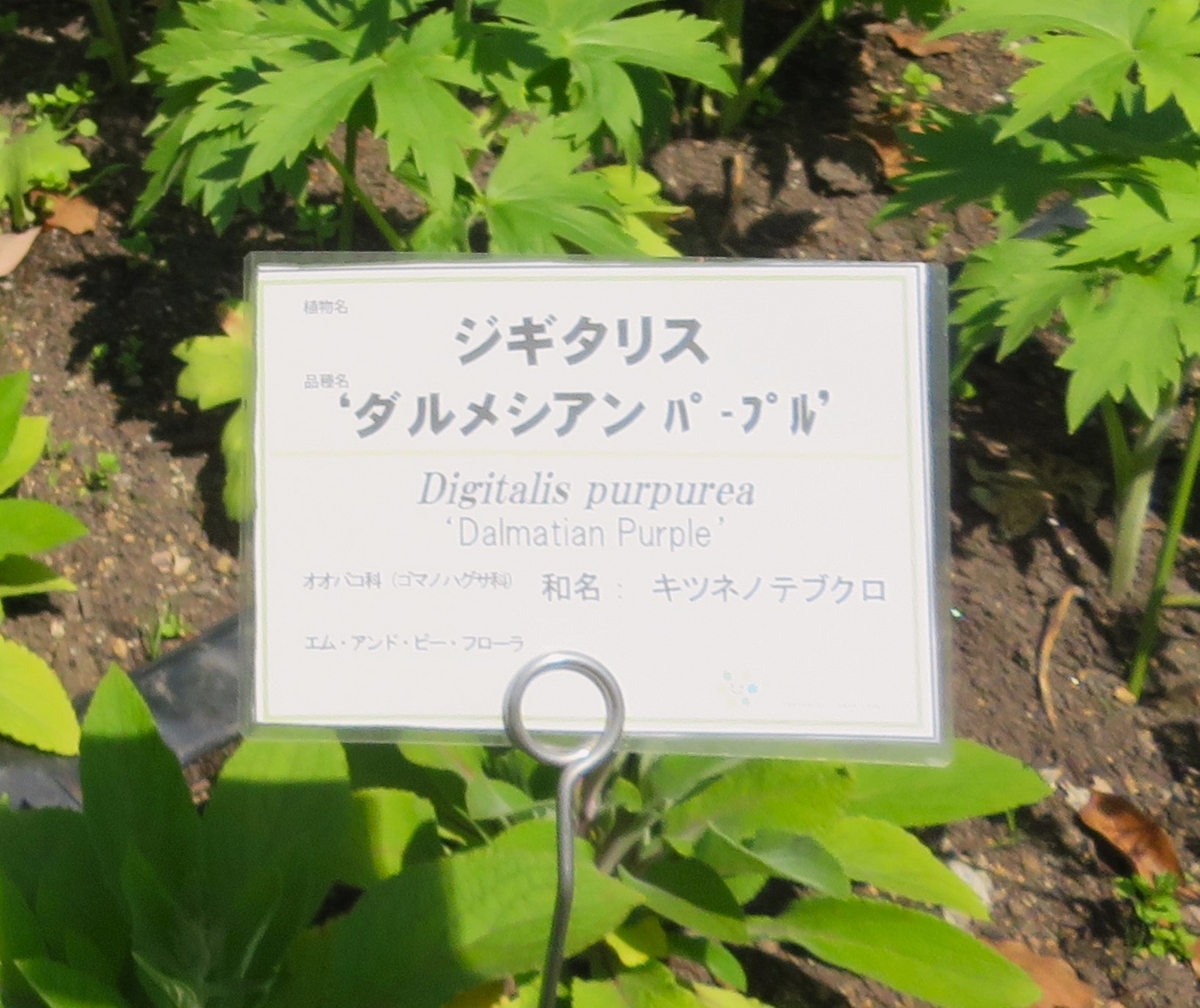 植物名
ジギタリス
品種名
‘ダルメシアン ﾊﾟｰﾌﾟﾙ’
Digitalis purpurea
‘Dalmatian Purple’
オオバコ科（ゴマノハグサ科） 和名： キツネノテブクロ
エム・アンド・ビー・フローラ